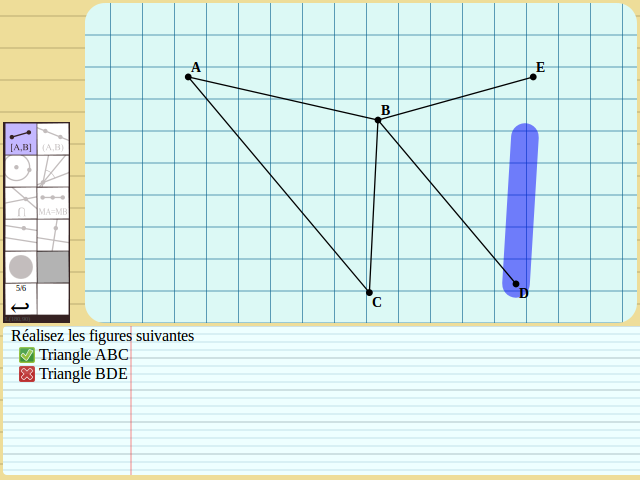 A
E
B
[A,B]
(A,B)
∩
MA=MB
5/6
C
D
Réalisez les figures suivantes
Triangle ABC
Triangle BDE